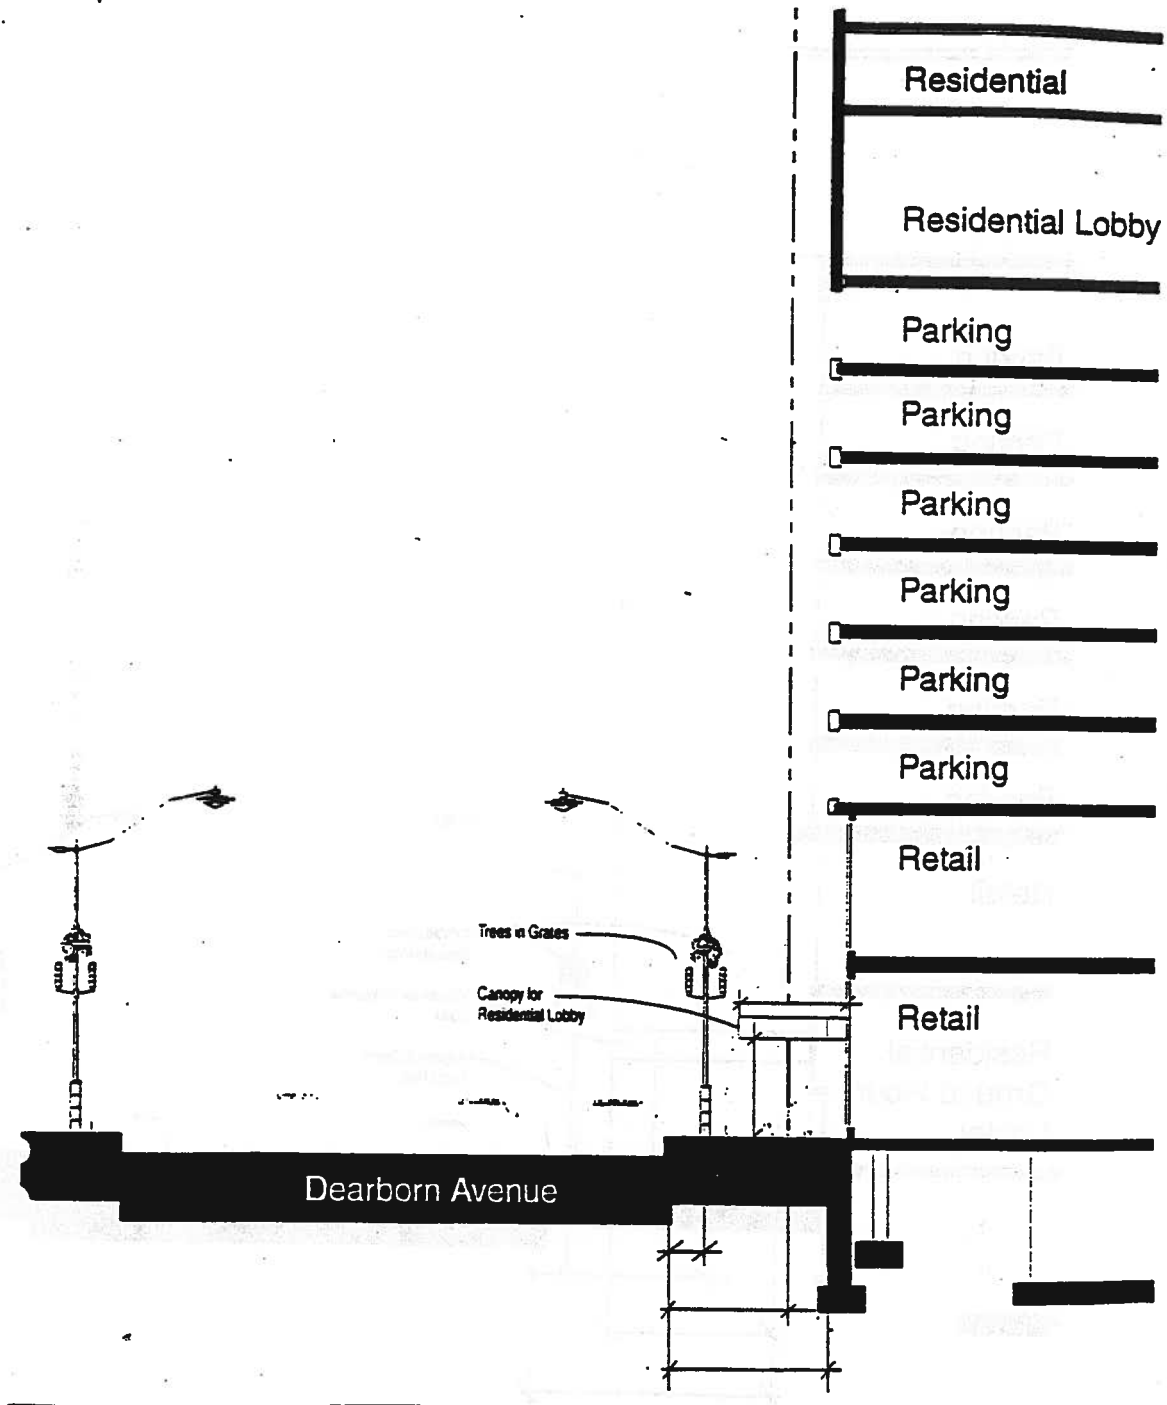 Residential
Residential Lobby
Parking
Parking
Parking
Parking
Parking
Parking
Retail
Trees in Grates
Canopy for
Residential Lobby
Retail
Dearborn Avenue